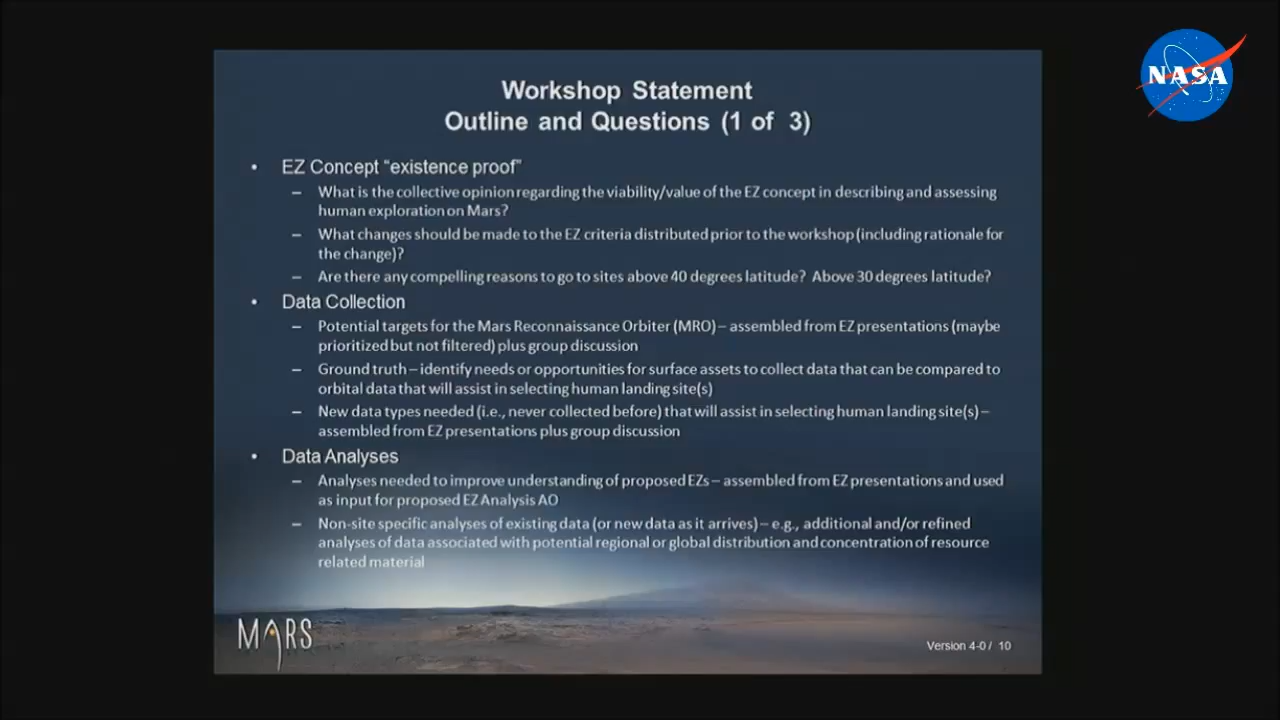 NASA
Workshop Statement
Outline and Questions (1 of 3)
• EZ Concept “existence proof”
– What is the collective opinion regarding the viability/value of the EZ concept in describing and assessing
human exploration on Mars?
– What changes should be made to the EZ criteria distributed prior to the workshop (including rationale for
the change)?
– Are there any compelling reasons to go to sites above 40 degrees latitude? Above 30 degrees latitude?
• Data Collection
– Potential targets for the Mars Reconnaissance Orbiter (MRO) – assembled from EZ presentations (maybe
prioritized but not filtered) plus group discussion
– Ground truth – identify needs or opportunities for surface assets to collect data that can be compared to
orbital data that will assist in selecting human landing site(s)
– New data types needed (i.e., never collected before) that will assist in selecting human landing site(s) –
assembled from EZ presentations plus group discussion
• Data Analyses
– Analyses needed to improve understanding of proposed EZs – assembled from EZ presentations and used
as input for proposed EZ Analysis AO
– Non-site specific analyses of existing data (or new data as it arrives) – e.g., additional and/or refined
analyses of data associated with potential regional or global distribution and concentration of resource
related material
MARS
Version 4-0 / 10